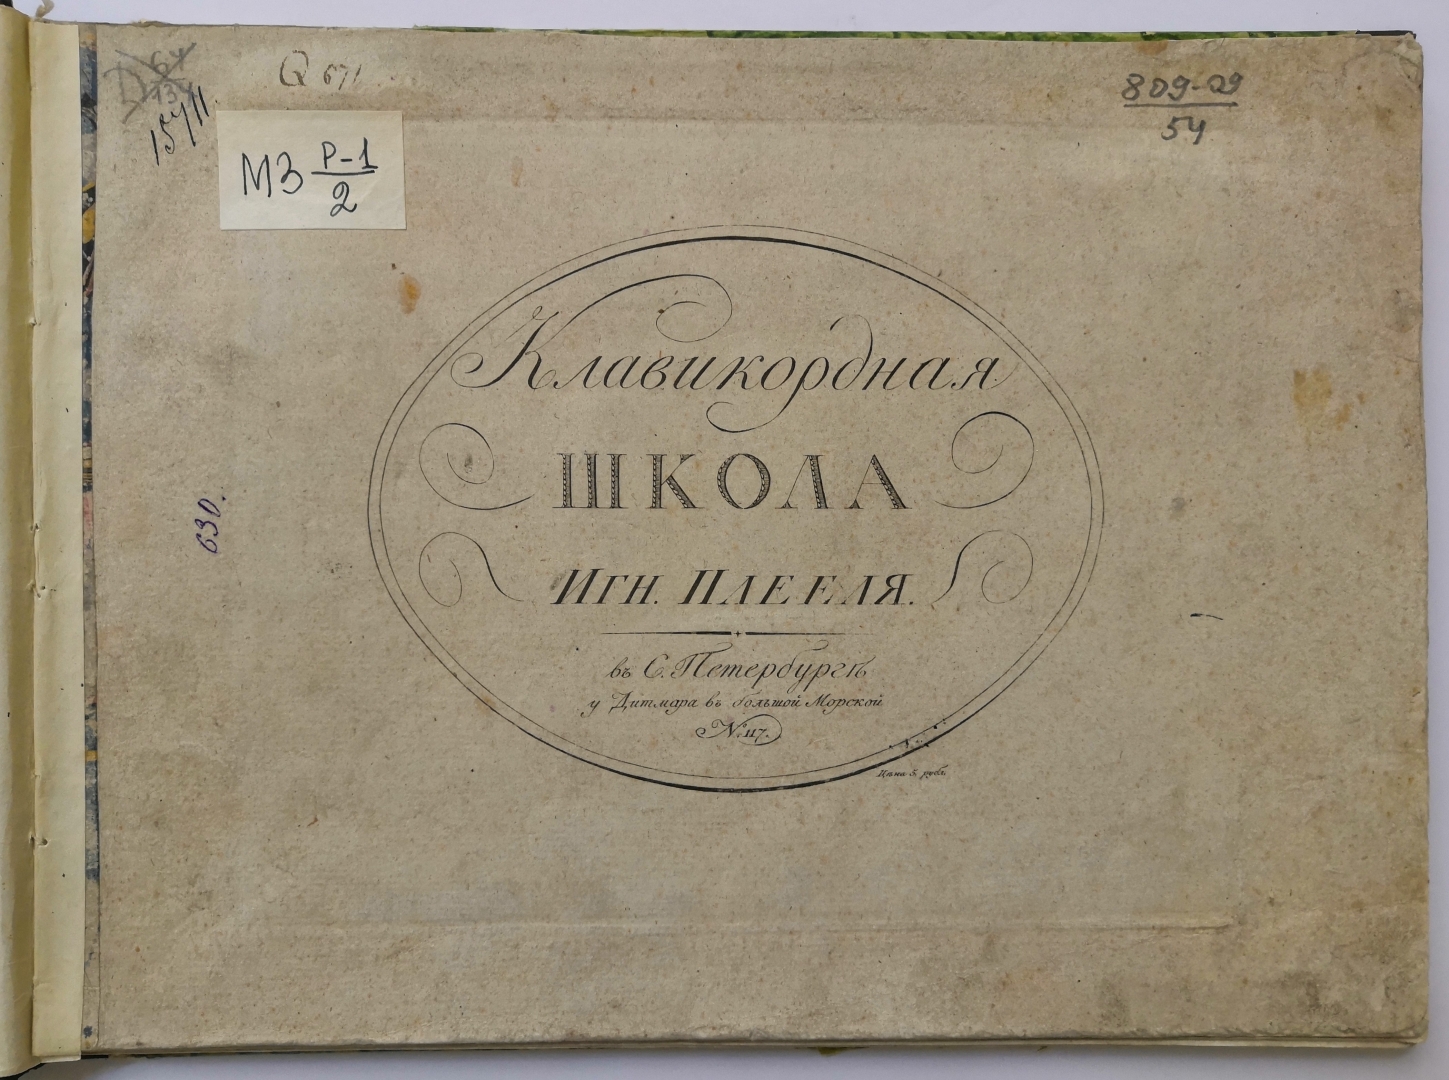 Q 671
15711
809-29
54
МЗ Р-1
2
630.
Клавикордная
ШКОЛА
ИГН. ПЛЕЕЛЯ.
въ С. Петербургѣ
у Дитмара въ большой Морской
N. 117.
Цѣна 5. рубл.